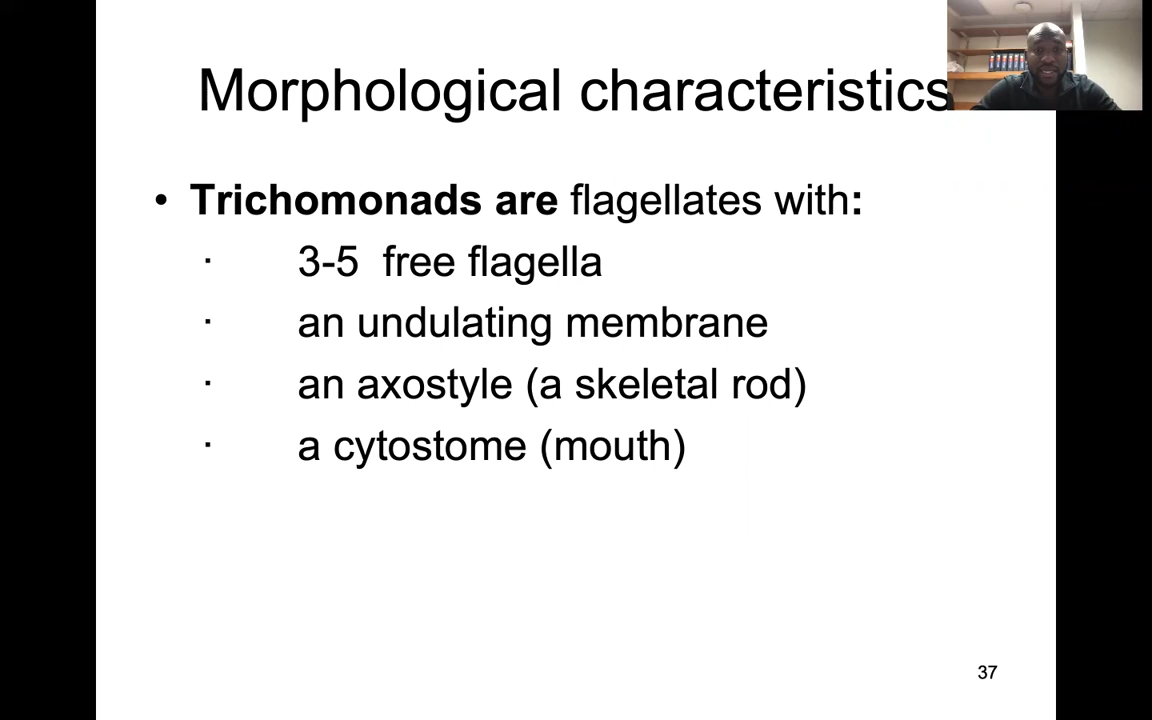 Morphological characteristics
• Trichomonads are flagellates with:
· 3-5 free flagella
· an undulating membrane
· an axostyle (a skeletal rod)
· a cytostome (mouth)
37